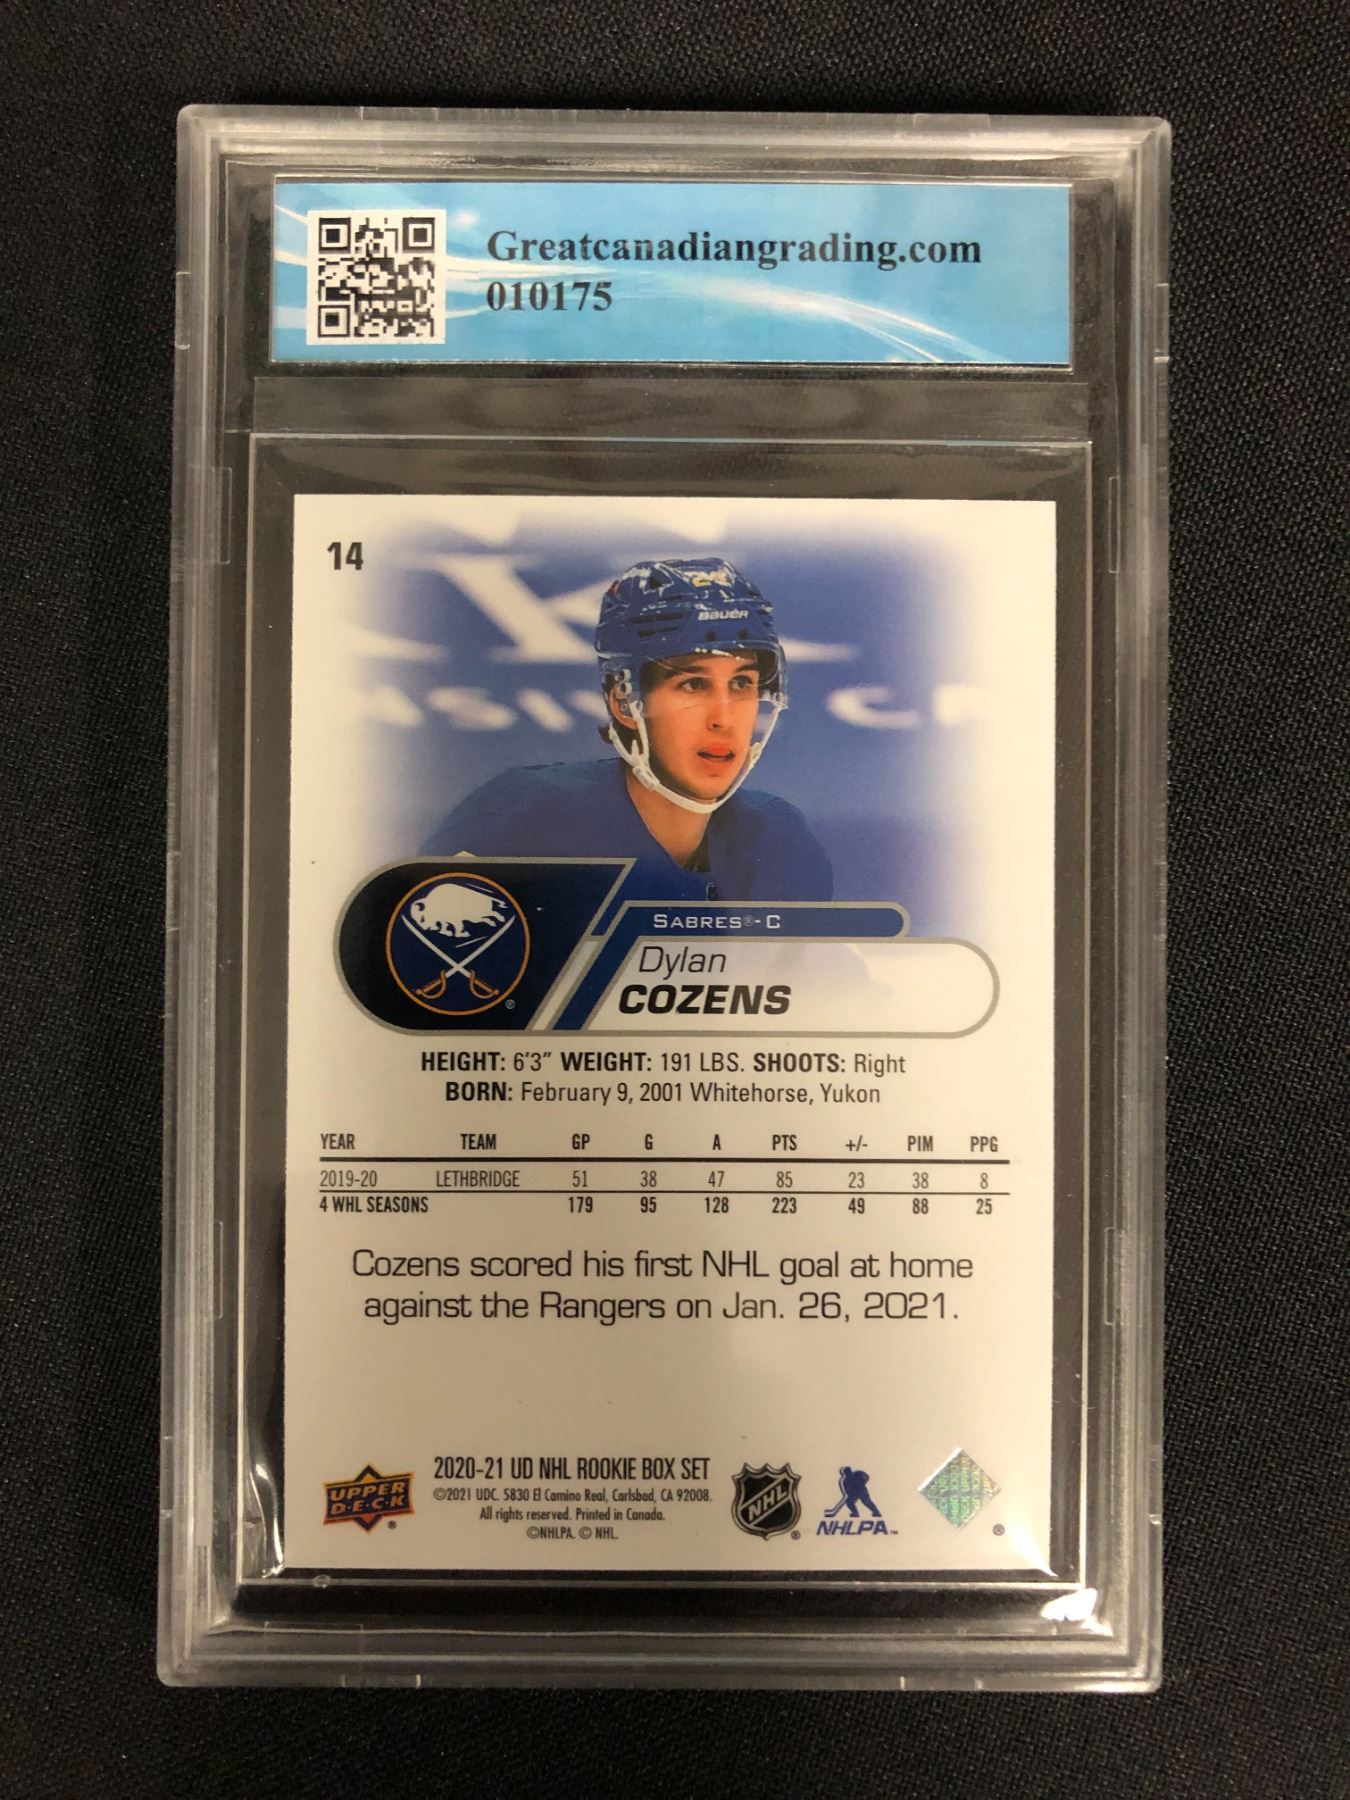 Greatcanadiangrading.com
010175
14
BAUER
SABRES®-C
Dylan
COZENS
HEIGHT: 6'3" WEIGHT: 191 LBS. SHOOTS: Right
BORN: February 9, 2001 Whitehorse, Yukon
YEAR TEAM GP G A PTS +/- PIM PPG
2019-20 LETHBRIDGE 51 38 47 85 23 38 8
4 WHL SEASONS 179 95 128 223 49 88 25
Cozens scored his first NHL goal at home
against the Rangers on Jan. 26, 2021.
UPPER
D·E·C·K
®
2020-21 UD NHL ROOKIE BOX SET
©2021 UDC. 5830 El Camino Real, Carlsbad, CA 92008.
All rights reserved. Printed in Canada.
©NHLPA. © NHL.
NHL
®
NHLPA™
®